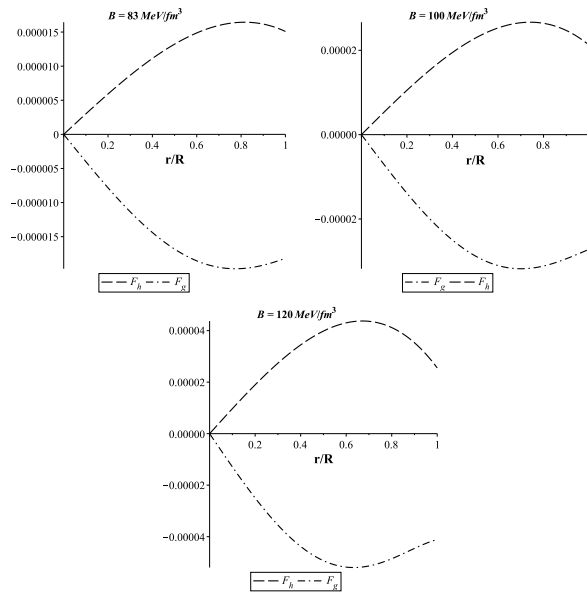 B = 83 MeV/fm³
0.000015
0.000010
0.000005
0
−0.000005
−0.000010
−0.000015
0.2 0.4 0.6 0.8 1
r/R
F_h F_g
B = 100 MeV/fm³
0.00002
0.00000
−0.00002
0.2 0.4 0.6 0.8
r/R
F_g F_h
B = 120 MeV/fm³
0.00004
0.00002
0.00000
−0.00002
−0.00004
0.2 0.4 0.6 0.8 1
r/R
F_h F_g